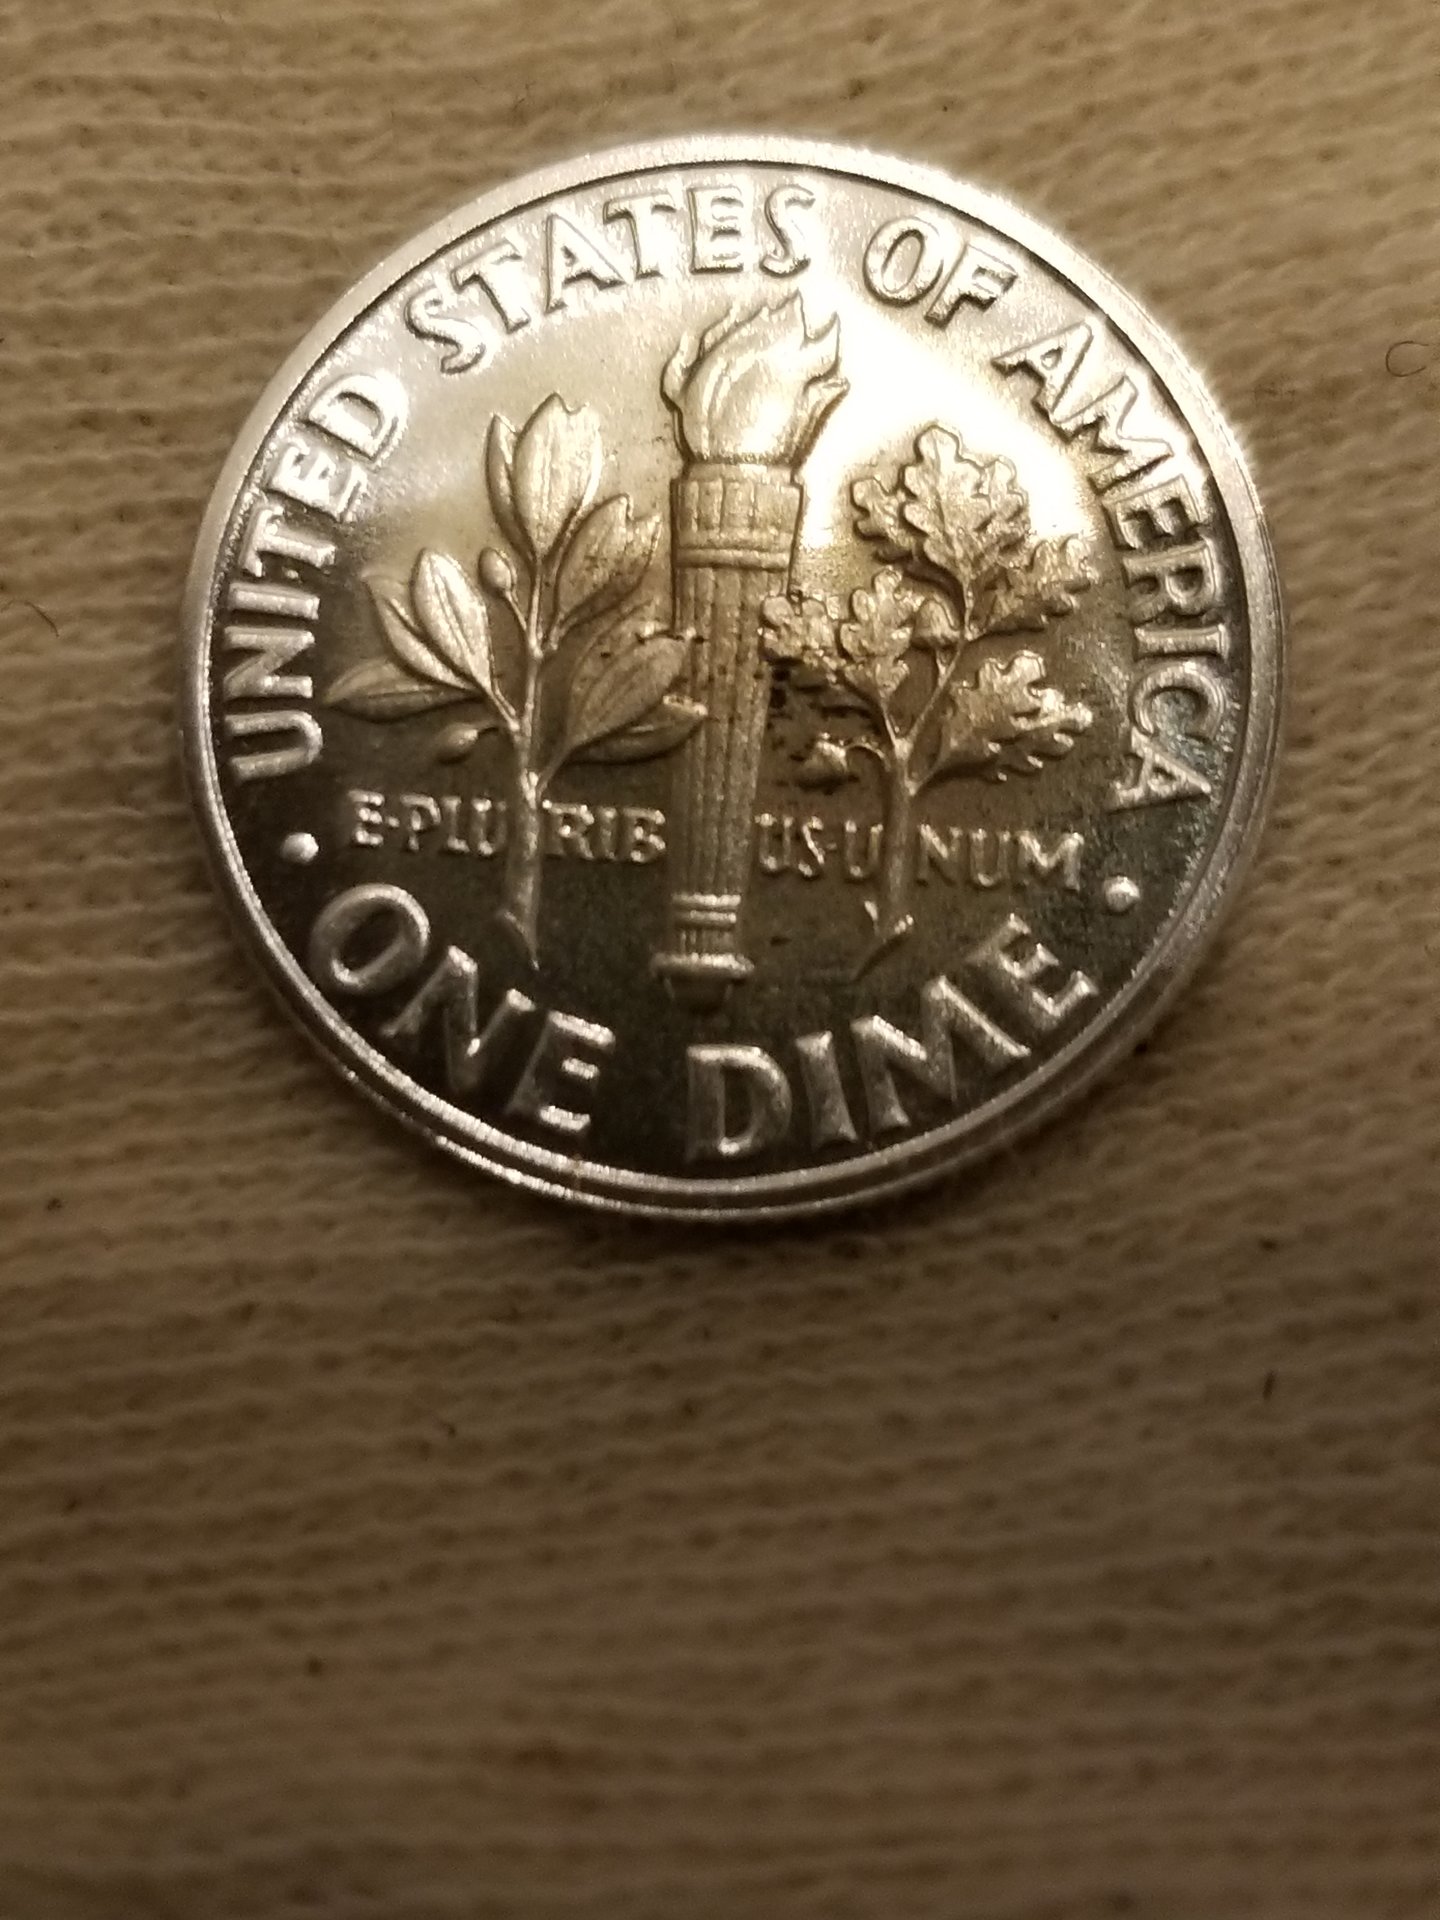 UNITED STATES OF AMERICA
E·PLURIBUS·UNUM
• ONE DIME •